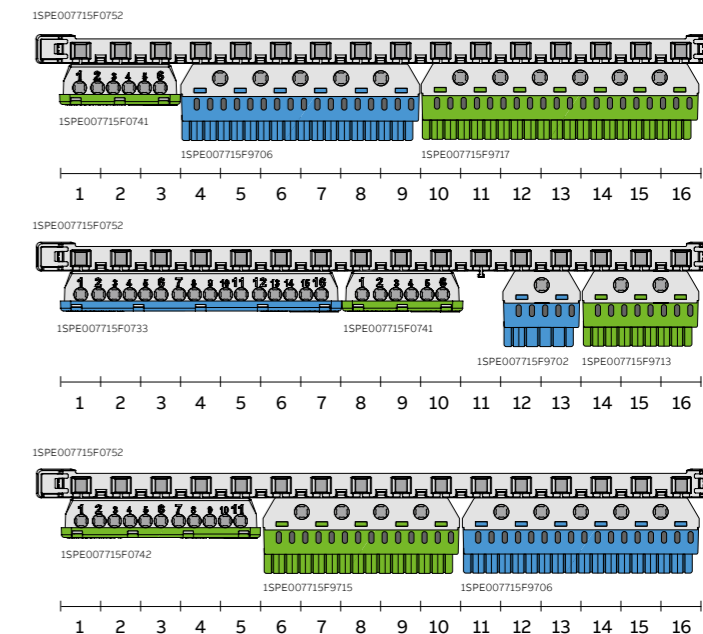 1SPE007715F0752
1 2 3 4 5 6
1SPE007715F0741
1SPE007715F9706 1SPE007715F9717
1 2 3 4 5 6 7 8 9 10 11 12 13 14 15 16
1SPE007715F0752
1 2 3 4 5 6 7 8 9 10 11 12 13 14 15 16 1 2 3 4 5 6
1SPE007715F0733 1SPE007715F0741
1SPE007715F9702 1SPE007715F9713
1 2 3 4 5 6 7 8 9 10 11 12 13 14 15 16
1SPE007715F0752
1 2 3 4 5 6 7 8 9 10 11
1SPE007715F0742
1SPE007715F9715 1SPE007715F9706
1 2 3 4 5 6 7 8 9 10 11 12 13 14 15 16